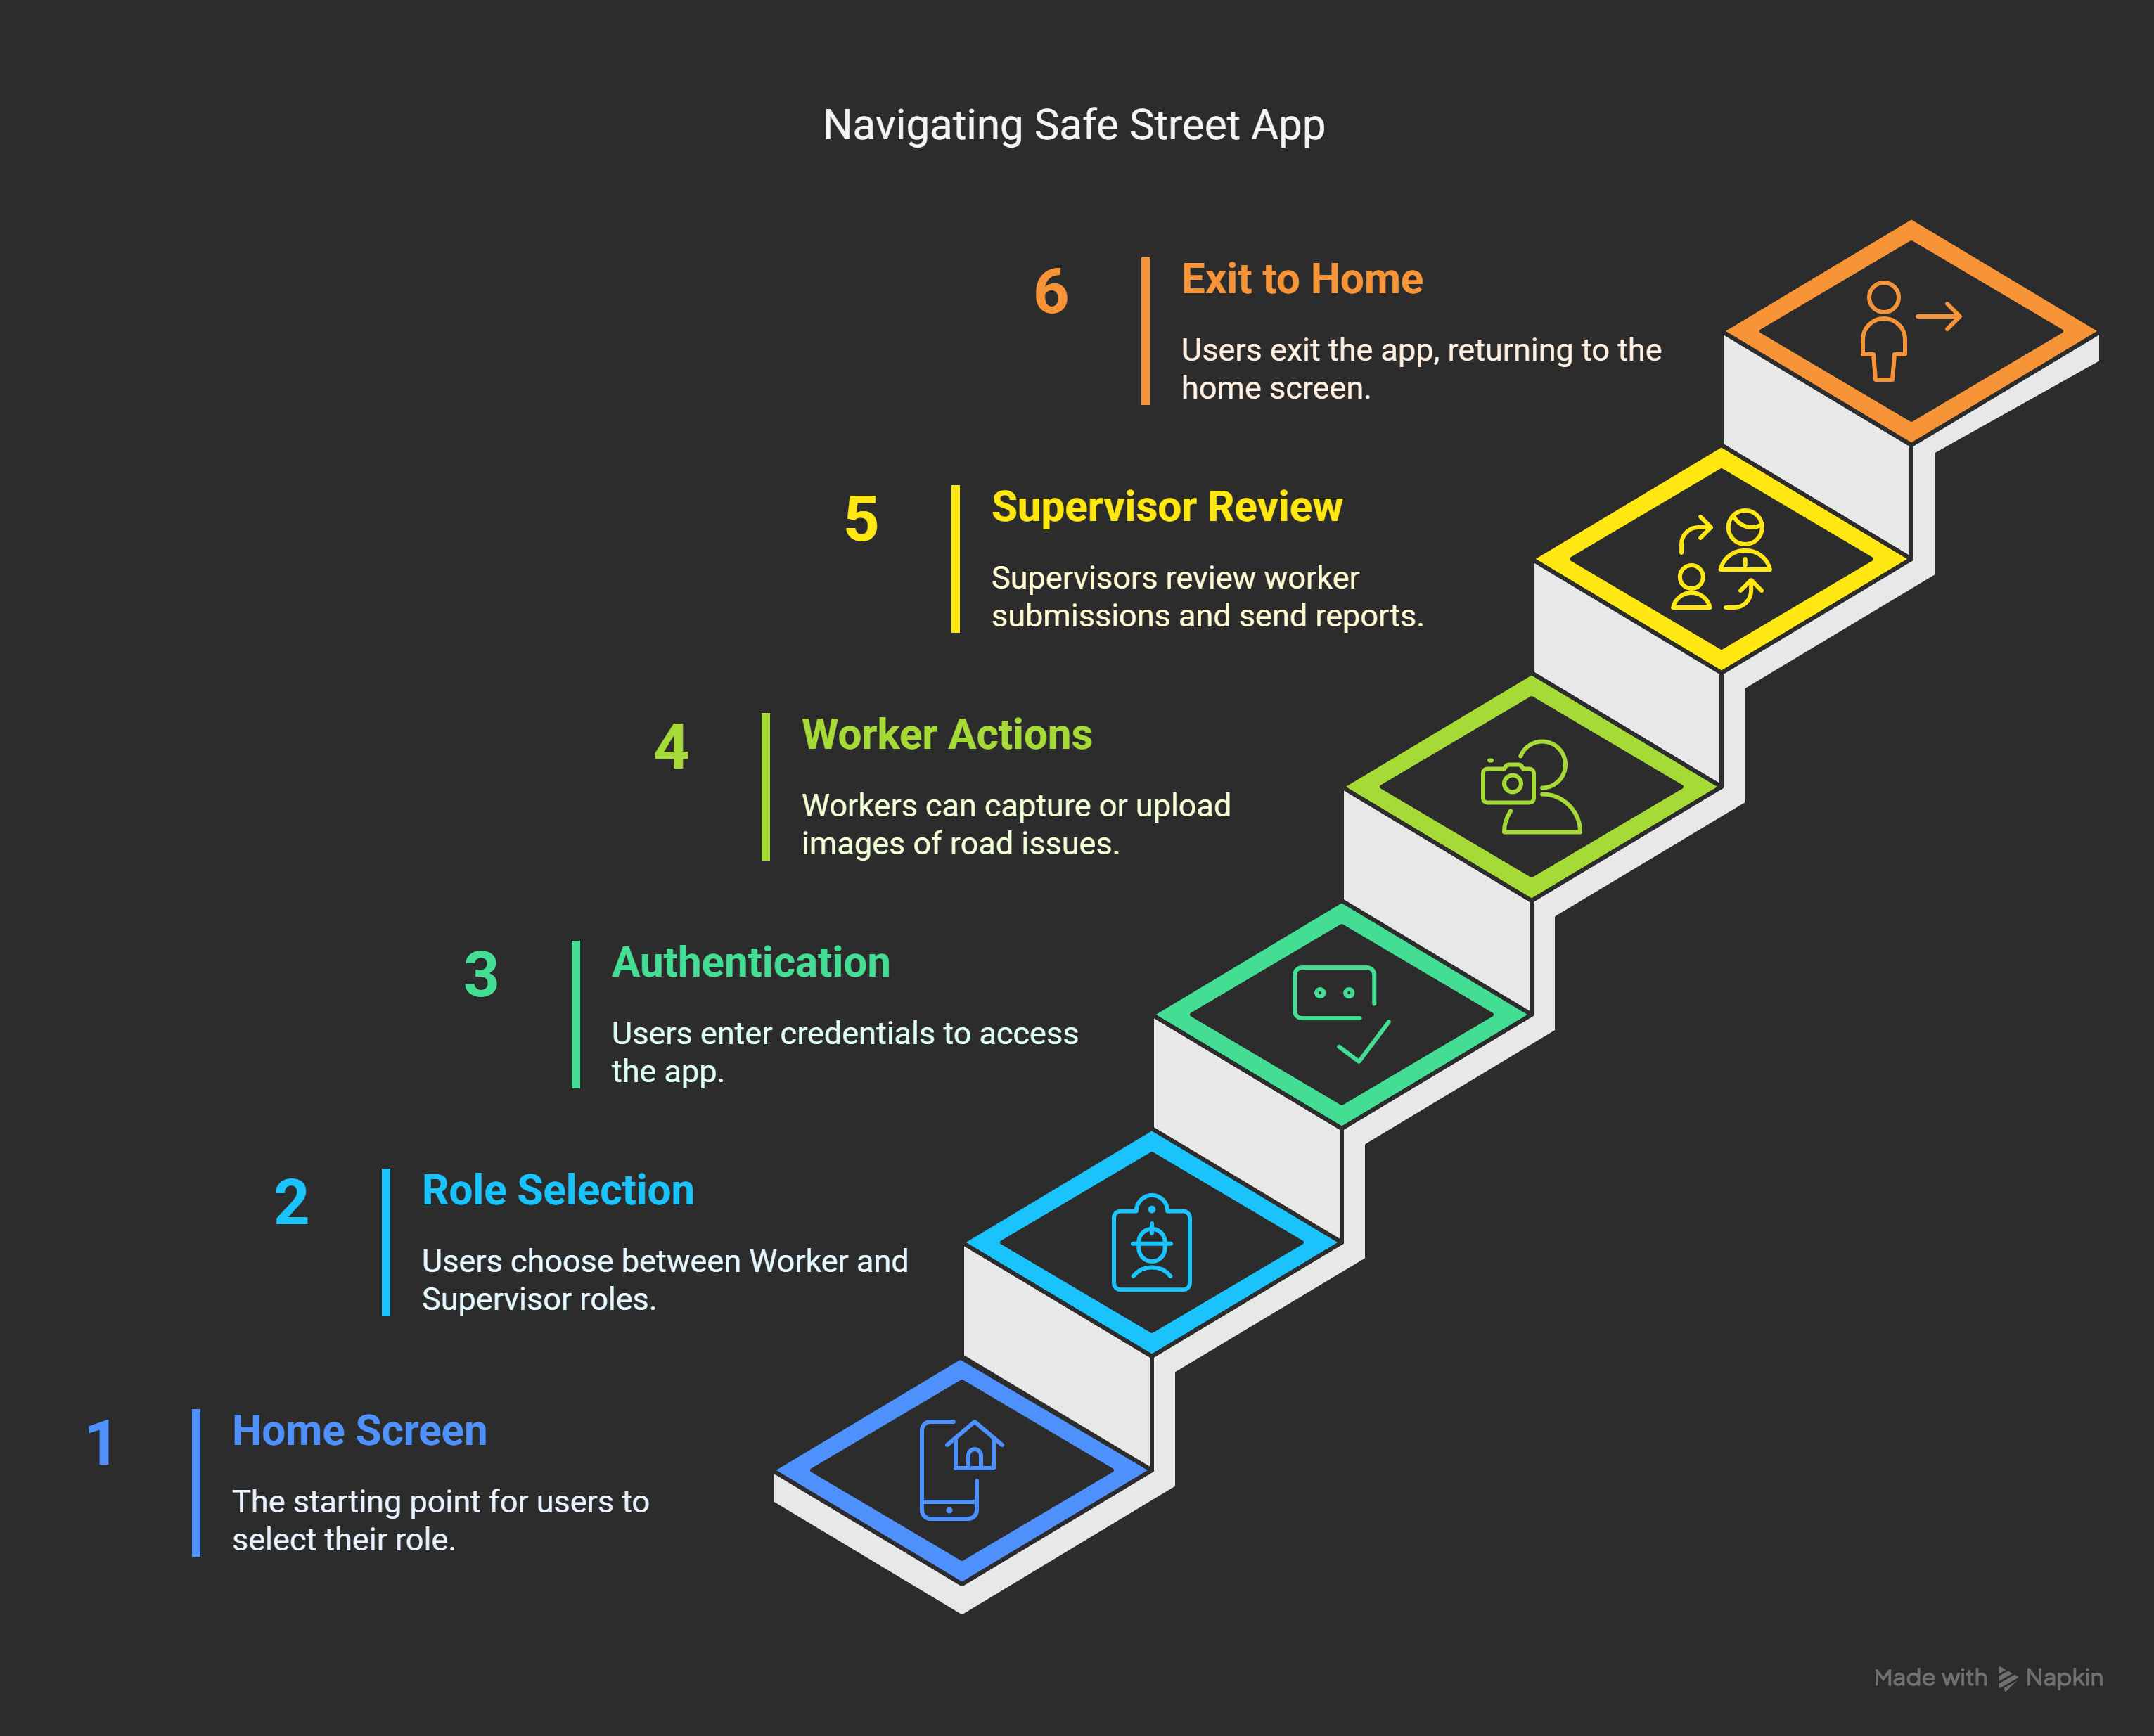 Navigating Safe Street App
6
Exit to Home
Users exit the app, returning to the
home screen.
5
Supervisor Review
Supervisors review worker
submissions and send reports.
4
Worker Actions
Workers can capture or upload
images of road issues.
3
Authentication
Users enter credentials to access
the app.
2
Role Selection
Users choose between Worker and
Supervisor roles.
1
Home Screen
The starting point for users to
select their role.
Made with Napkin